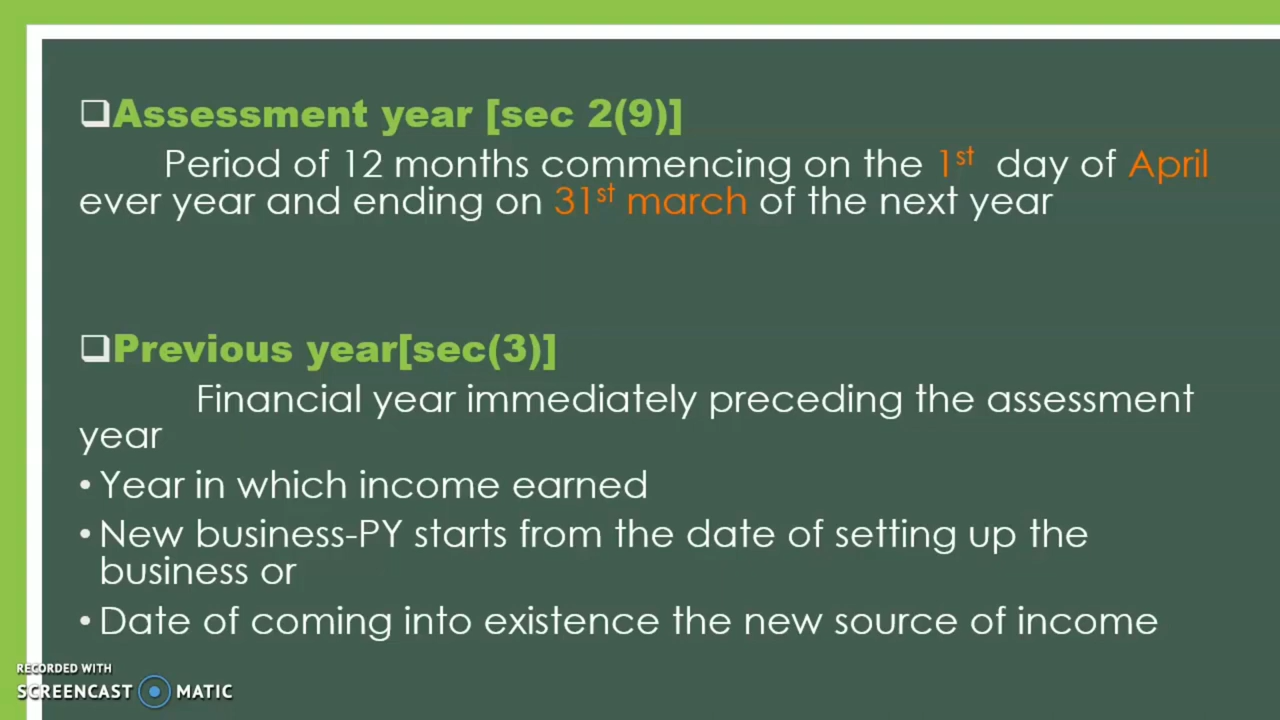 ❑Assessment year [sec 2(9)]
Period of 12 months commencing on the 1st day of April
ever year and ending on 31st march of the next year
❑Previous year[sec(3)]
Financial year immediately preceding the assessment
year
• Year in which income earned
• New business-PY starts from the date of setting up the
business or
• Date of coming into existence the new source of income
RECORDED WITH
SCREENCAST MATIC